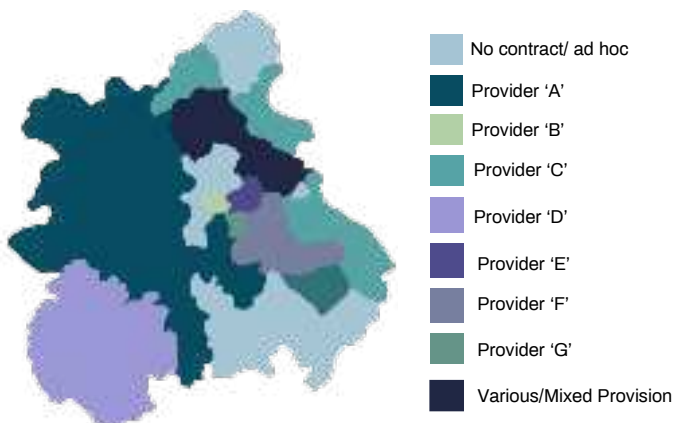 No contract/ ad hoc
Provider ‘A’
Provider ‘B’
Provider ‘C’
Provider ‘D’
Provider ‘E’
Provider ‘F’
Provider ‘G’
Various/Mixed Provision